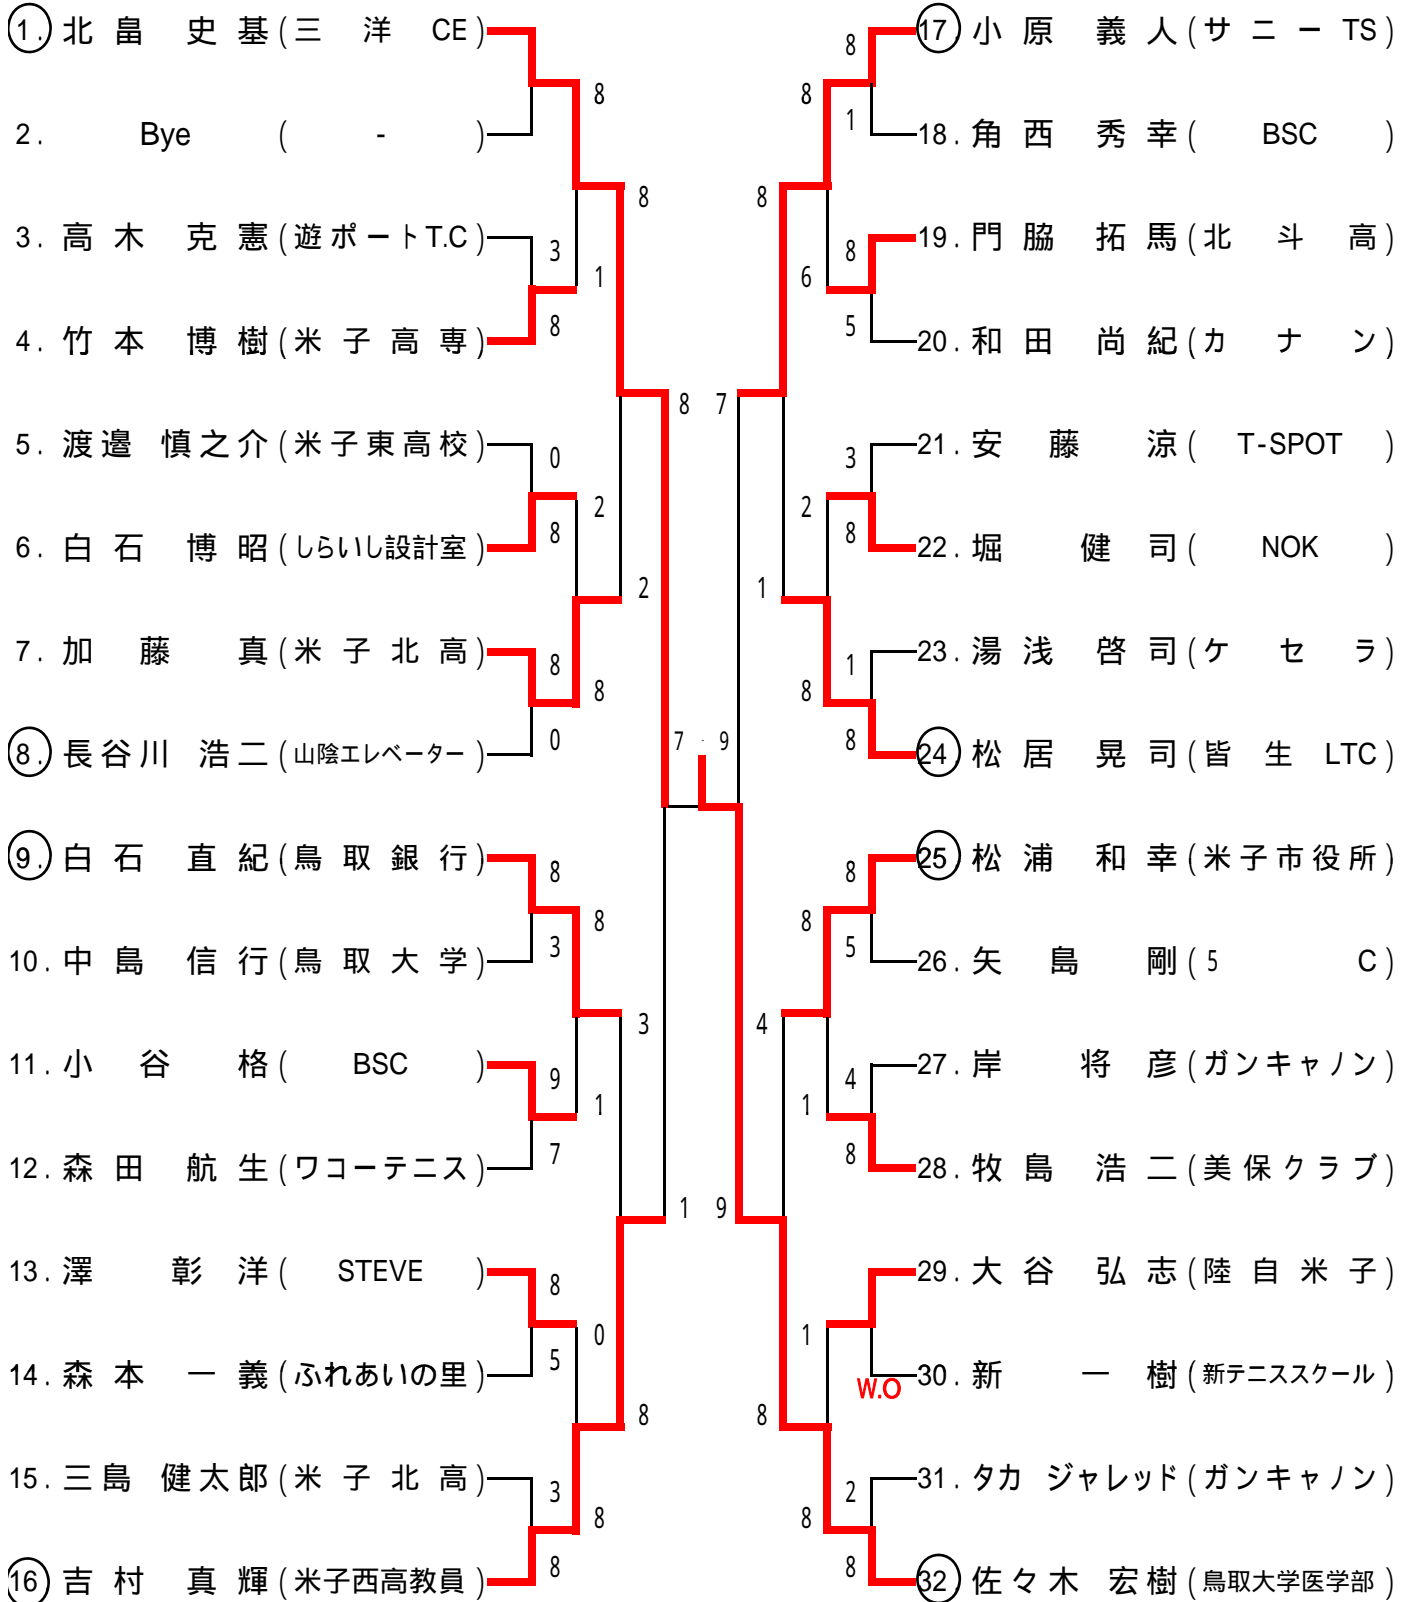 1. 北畠 史基 (三洋 CE)
8
2. Bye ( - )
8
3. 高木 克憲 (遊ポートT.C)
3
1
8
4. 竹本 博樹 (米子高専)
8
5. 渡邉 慎之介 (米子東高校)
0
2
8
6. 白石 博昭 (しらいし設計室)
2
7. 加藤 真 (米子北高)
8
8
0
8. 長谷川 浩二 (山陰エレベーター)
7 - 9
9. 白石 直紀 (鳥取銀行)
8
8
3
10. 中島 信行 (鳥取大学)
3
11. 小谷 格 (BSC)
9
1
7
12. 森田 航生 (ワコーテニス)
1
13. 澤 彰洋 (STEVE)
8
0
5
14. 森本 一義 (ふれあいの里)
8
15. 三島 健太郎 (米子北高)
3
8
8
16. 吉村 真輝 (米子西高教員)
17. 小原 義人 (サニーTS)
8
8
1
18. 角西 秀幸 (BSC)
8
19. 門脇 拓馬 (北斗高)
8
6
5
20. 和田 尚紀 (カナン)
7
21. 安藤 涼 (T-SPOT)
3
2
8
22. 堀 健司 (NOK)
1
23. 湯浅 啓司 (ケセラ)
1
8
8
24. 松居 晃司 (皆生 LTC)
25. 松浦 和幸 (米子市役所)
8
8
5
26. 矢島 剛 (5 C)
4
27. 岸 将彦 (ガンキャノン)
4
1
8
28. 牧島 浩二 (美保クラブ)
9
29. 大谷 弘志 (陸自米子)
1
W.O
30. 新 一樹 (新テニススクール)
8
31. タカ ジャレッド (ガンキャノン)
2
8
8
32. 佐々木 宏樹 (鳥取大学医学部)